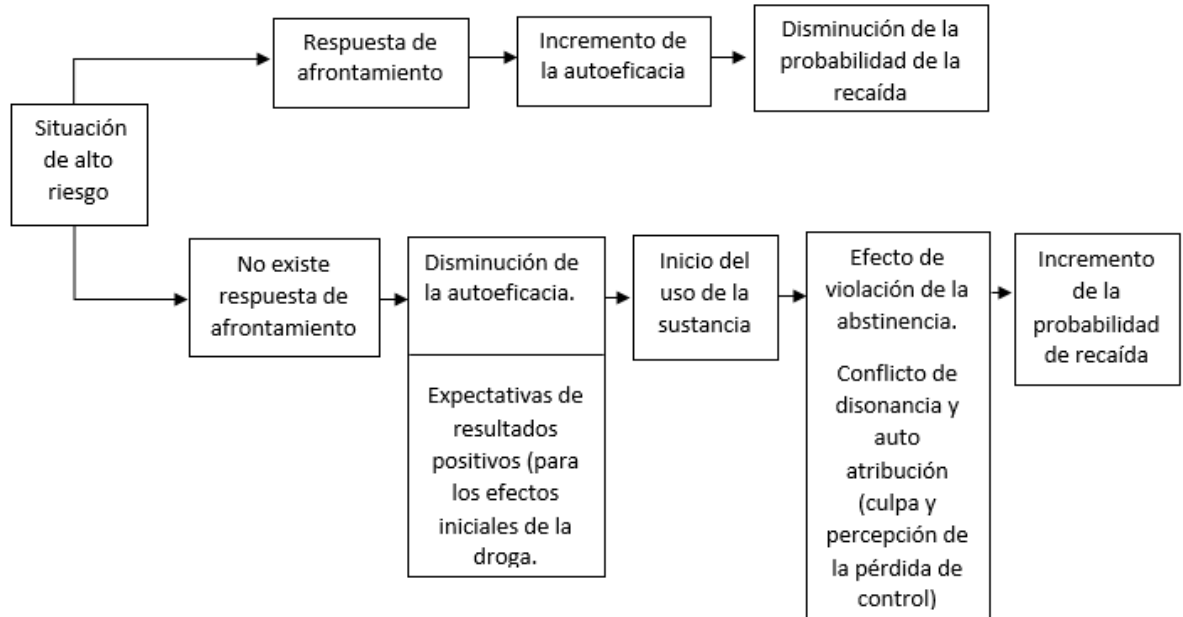 Situación
de alto
riesgo
Respuesta de
afrontamiento
Incremento de
la autoeficacia
Disminución de la
probabilidad de la
recaída
No existe
respuesta de
afrontamiento
Disminución de
la autoeficacia.
Expectativas de
resultados
positivos (para
los efectos
iniciales de la
droga.
Inicio del
uso de la
sustancia
Efecto de
violación de la
abstinencia.
Conflicto de
disonancia y
auto
atribución
(culpa y
percepción de
la pérdida de
control)
Incremento
de la
probabilidad
de recaída